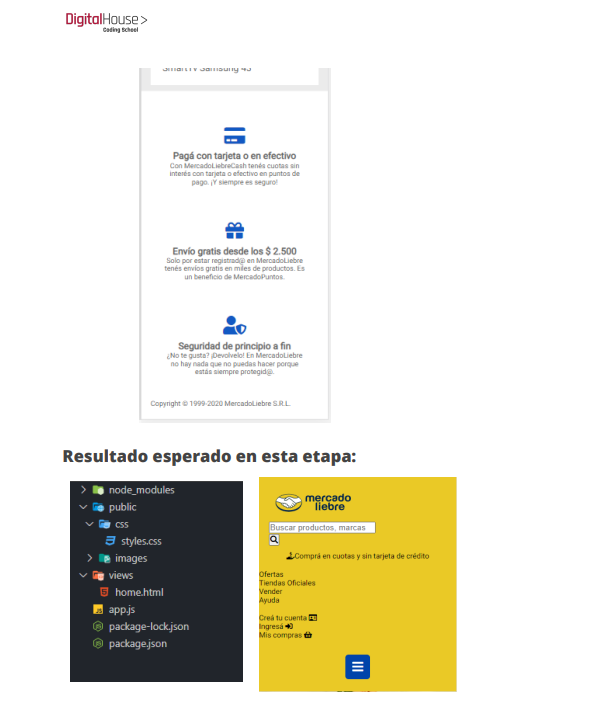 DigitalHouse >
Coding School
Smart TV Samsung 43
Pagá con tarjeta o en efectivo
Con MercadoLiebreCash tenés cuotas sin
interés con tarjeta o efectivo en puntos de
pago. ¡Y siempre es seguro!
Envío gratis desde los $ 2.500
Solo por estar registrad@ en MercadoLiebre
tenés envíos gratis en miles de productos. Es
un beneficio de MercadoPuntos.
Seguridad de principio a fin
¿No te gusta? ¡Devolvelo! En MercadoLiebre
no hay nada que no puedas hacer porque
estás siempre protegid@.
Copyright © 1999-2020 MercadoLiebre S.R.L.
Resultado esperado en esta etapa:
node_modules
public
css
styles.css
images
views
home.html
app.js
package-lock.json
package.json
mercado
liebre
Buscar productos, marcas
Comprá en cuotas y sin tarjeta de crédito
Ofertas
Tiendas Oficiales
Vender
Ayuda
Creá tu cuenta
Ingresá
Mis compras